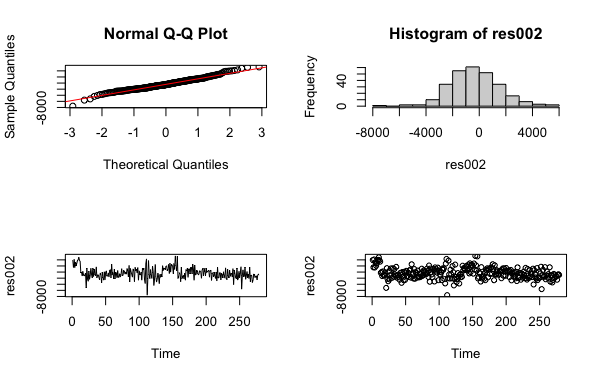 Normal Q-Q Plot
Sample Quantiles
-8000
-3 -2 -1 0 1 2 3
Theoretical Quantiles
Histogram of res002
Frequency
0 40
-8000 -4000 0 4000
res002
res002
-8000
0 50 100 150 200 250
Time
res002
-8000
0 50 100 150 200 250
Time